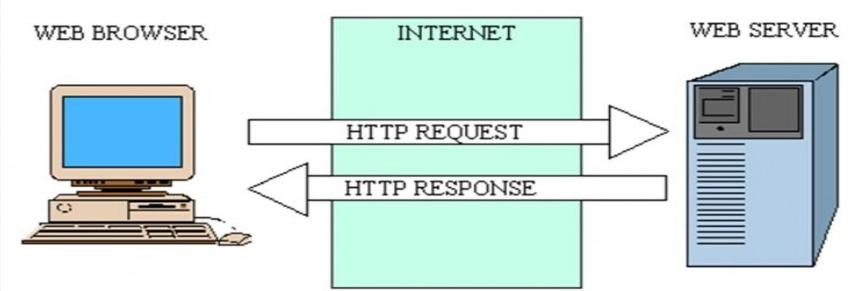 WEB BROWSER
INTERNET
WEB SERVER
HTTP REQUEST
HTTP RESPONSE